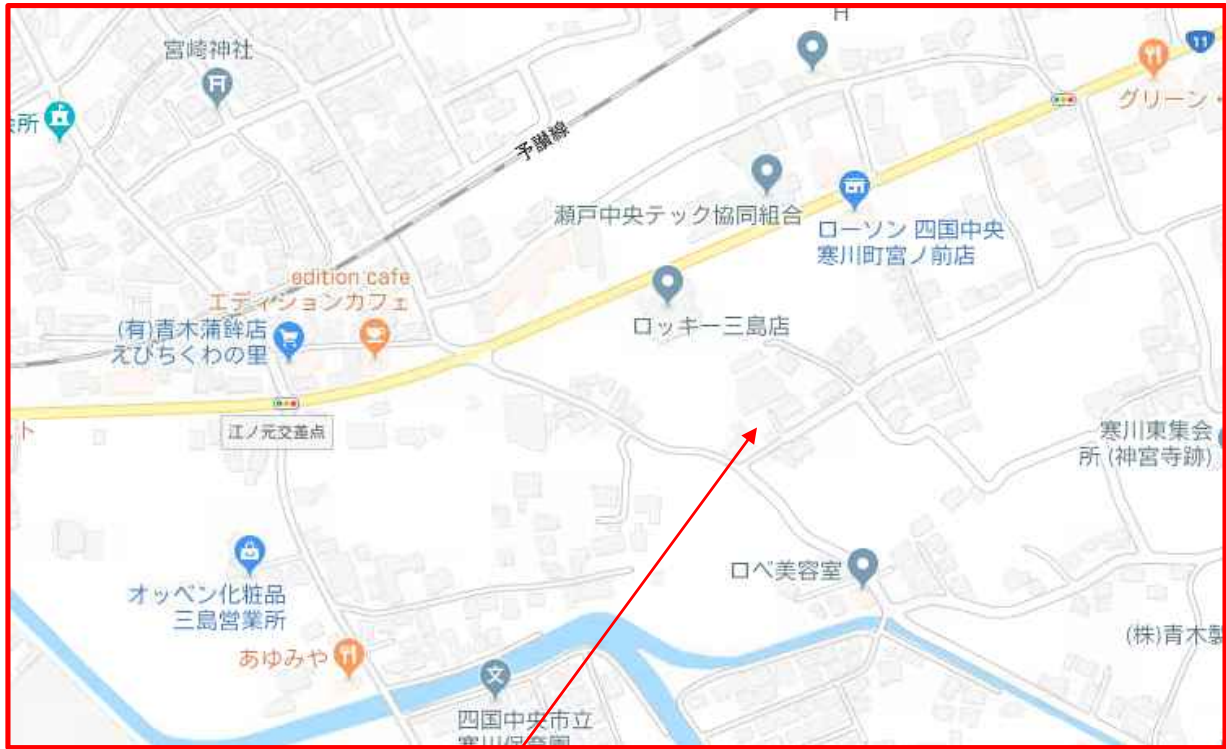 宮崎神社
11
グリーン・
所
予讃線
瀬戸中央テック協同組合
ローソン 四国中央
寒川町宮ノ前店
edition cafe
エディションカフェ
ロッキー三島店
(有)青木蒲鉾店
えびちくわの里
ト
江ノ元交差点
寒川東集会
所 (神宮寺跡)
オッペン化粧品
三島営業所
ロペ美容室
(株)青木
あゆみや
文
四国中央市立
寒川保育園